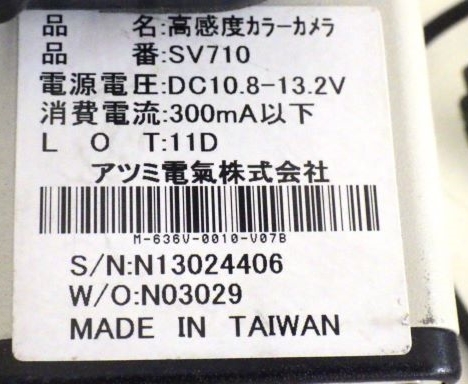 品　　　名:高感度カラーカメラ
品　　　番:SV710
電源電圧:DC10.8-13.2V
消費電流:300mA以下
L　O　T:11D
アツミ電氣株式会社
M-636V-0010-V07B
S/N:N13024406
W/O:N03029
MADE IN TAIWAN